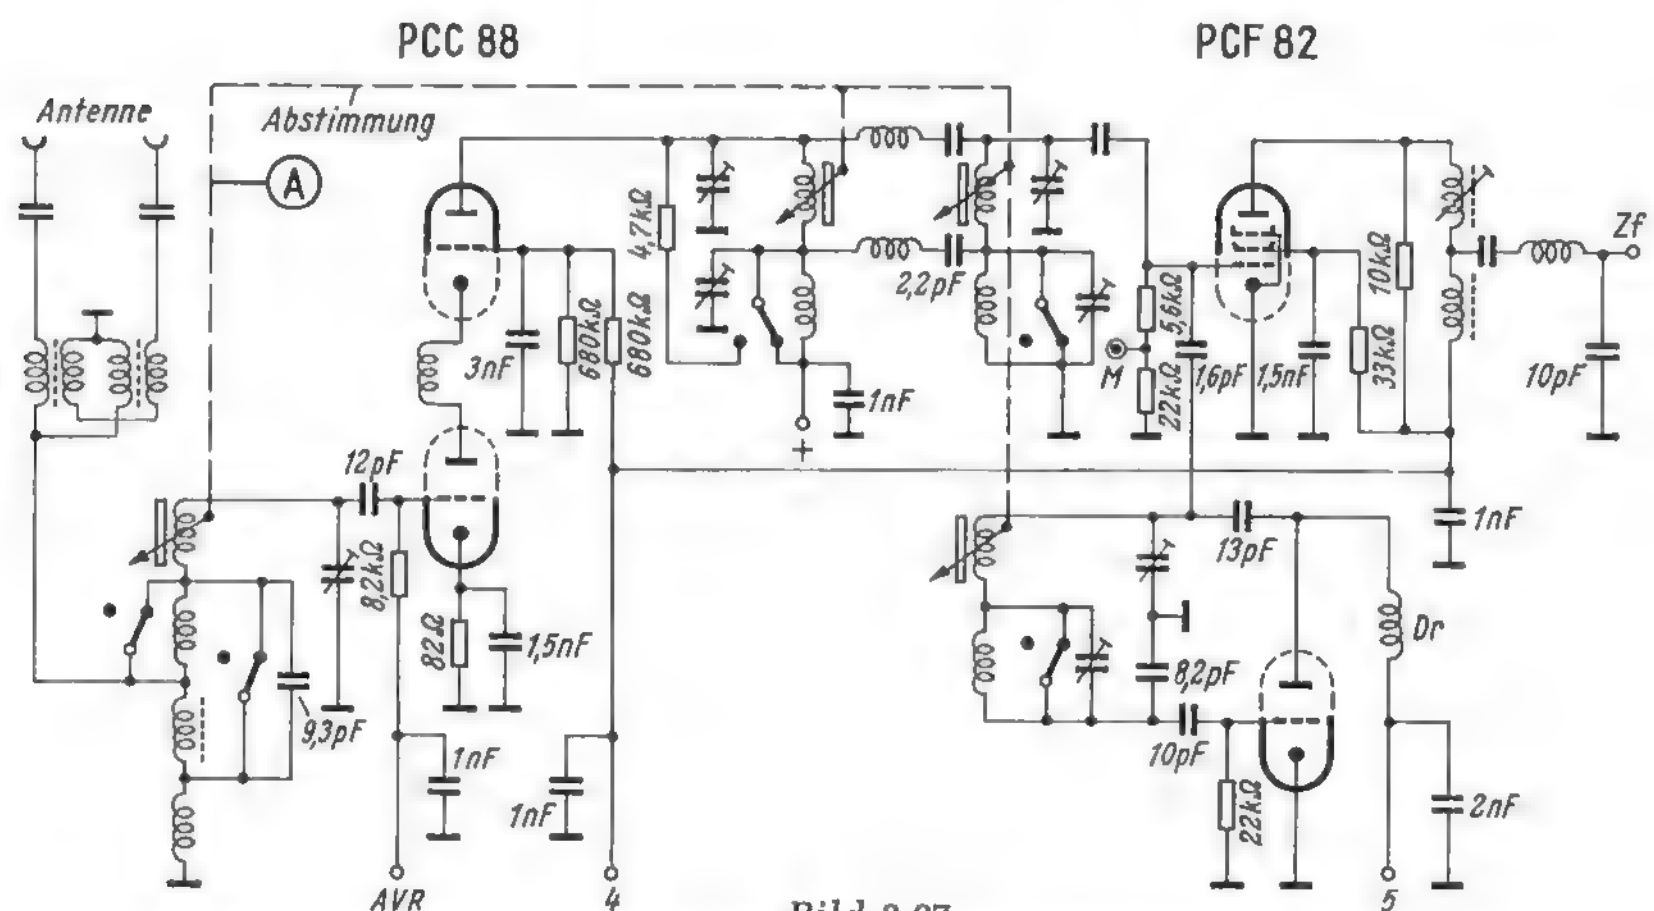 PCC 88
PCF 82
Antenne
Abstimmung
A
Zf
4,7kΩ
2,2pF
10kΩ
3nF
680kΩ
680kΩ
5,6kΩ
M
22kΩ
1,6pF
1,5nF
33kΩ
10pF
1nF
+
12pF
8,2kΩ
82Ω
1,5nF
9,3pF
1nF
1nF
AVR
4
13pF
1nF
Dr
8,2pF
10pF
22kΩ
2nF
5